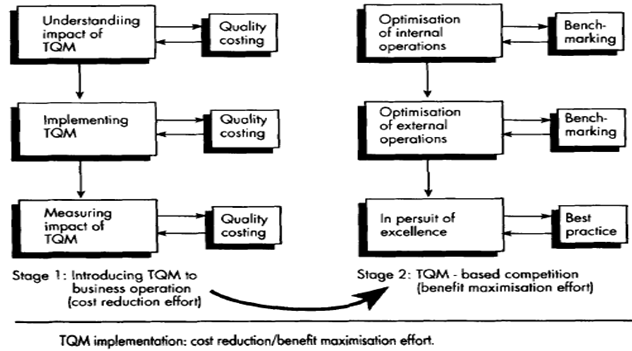 Understandiing
impact of
TQM
Quality
costing
Implementing
TQM
Quality
costing
Measuring
impact of
TQM
Quality
costing
Stage 1: Introducing TQM to
business operation
(cost reduction effort)
Optimisation
of internal
operations
Bench-
marking
Optimisation
of external
operations
Bench-
marking
In persuit of
excellence
Best
practice
Stage 2: TQM - based competition
(benefit maximisation effort)
TQM implementation: cost reduction/benefit maximisation effort.